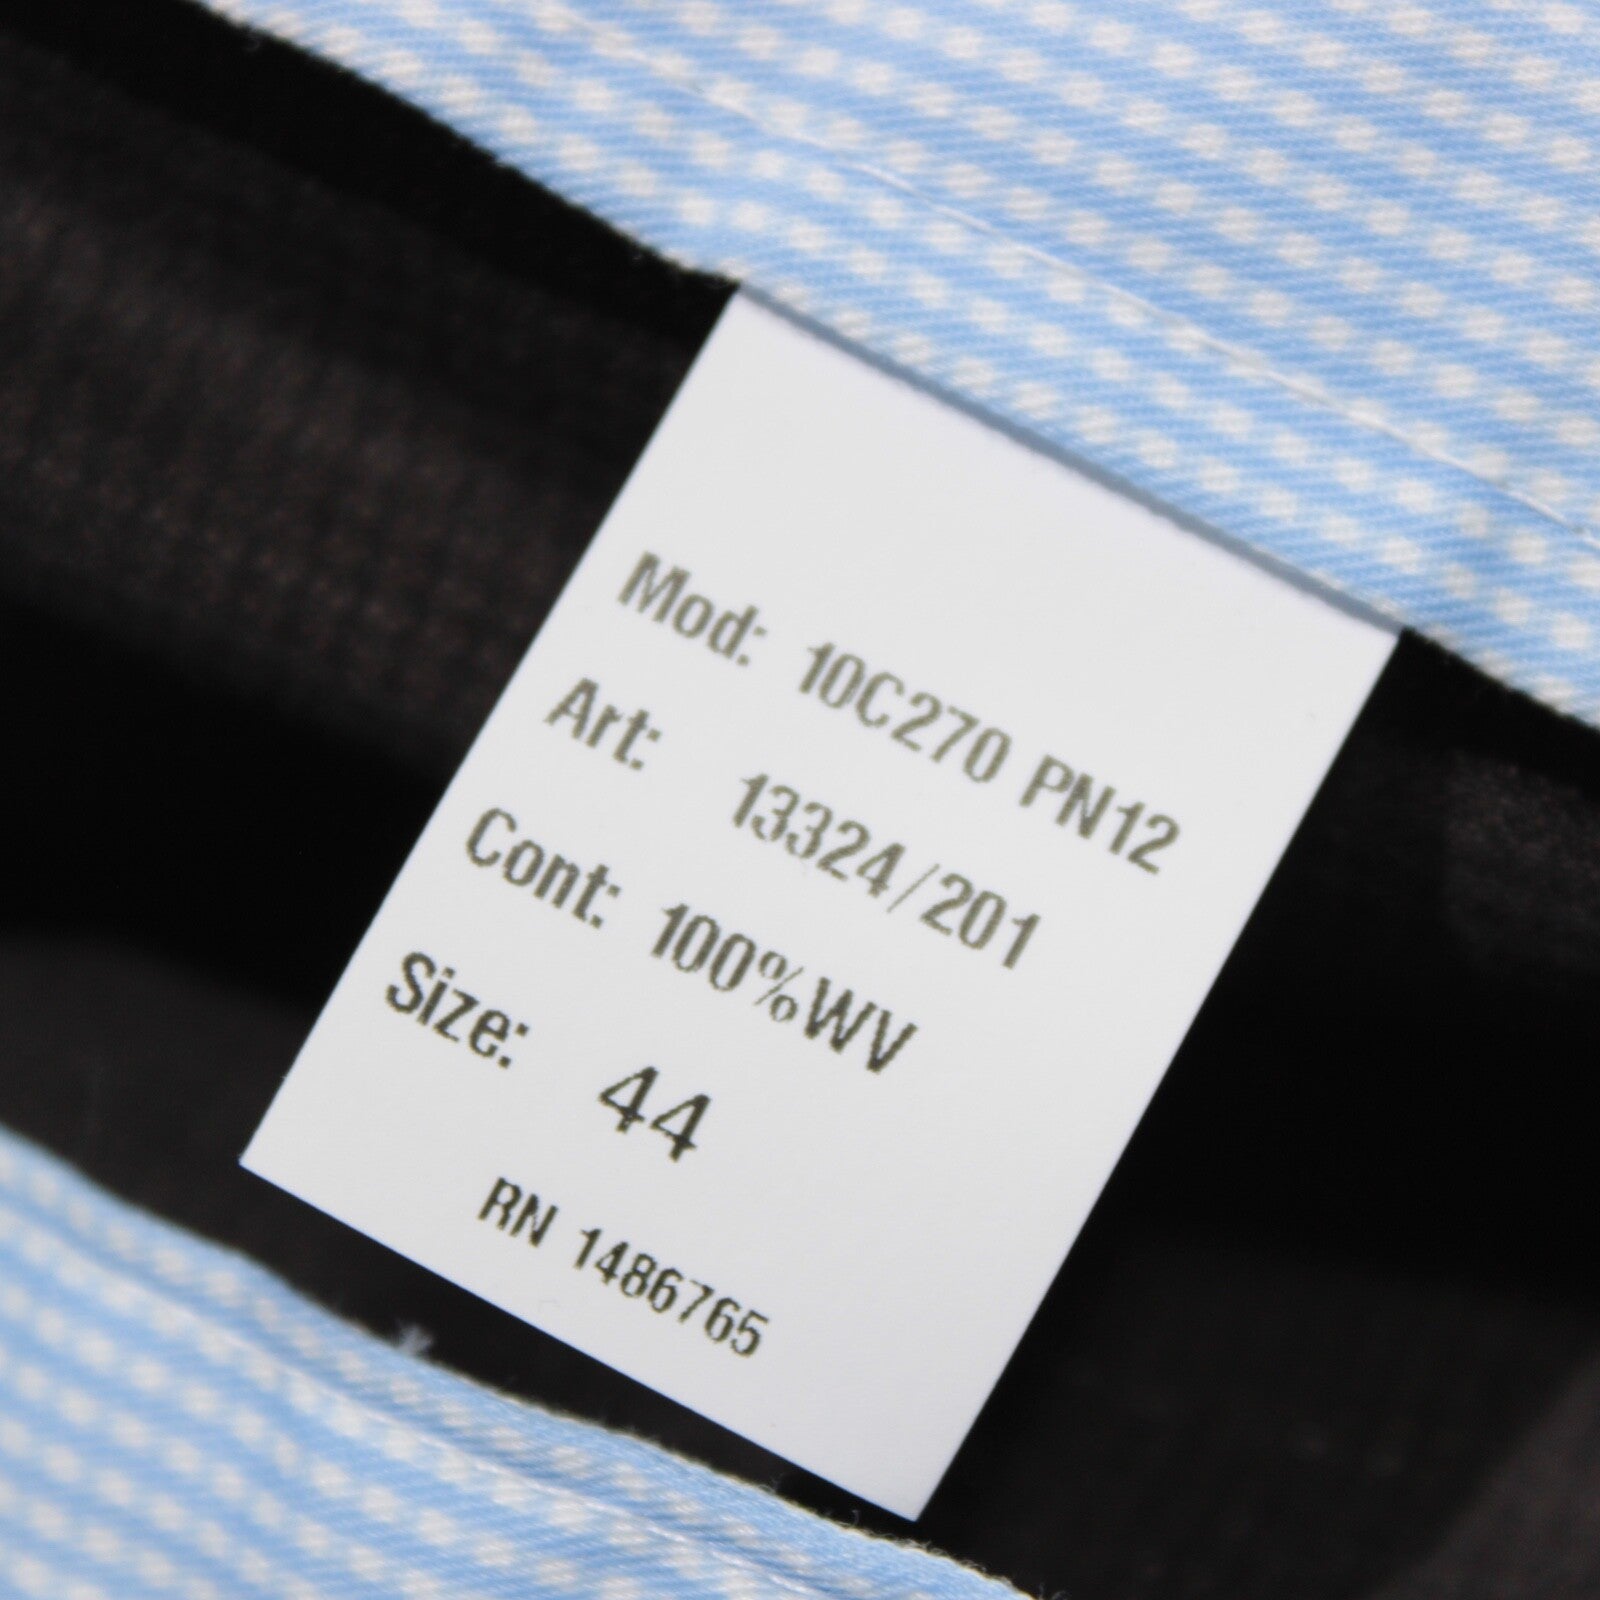 Mod: 10C270 PN12
Art: 13324/201
Cont: 100%WV
Size: 44
RN 1486765